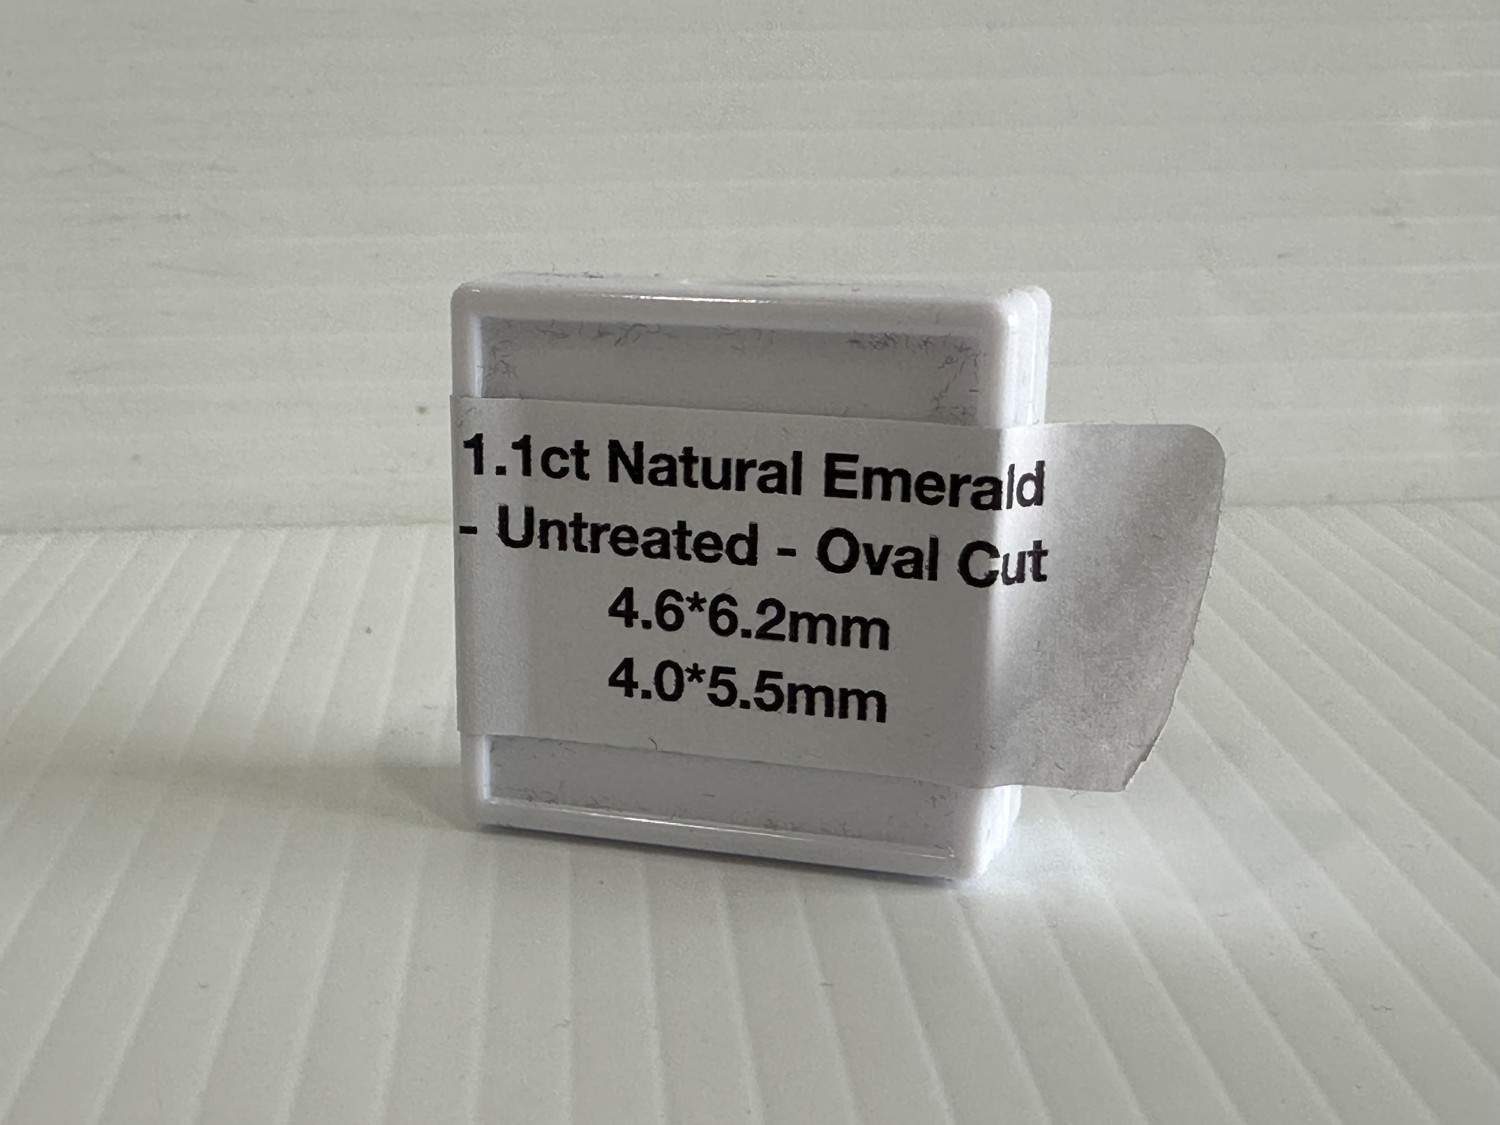 1.1ct Natural Emerald
- Untreated - Oval Cut
4.6*6.2mm
4.0*5.5mm